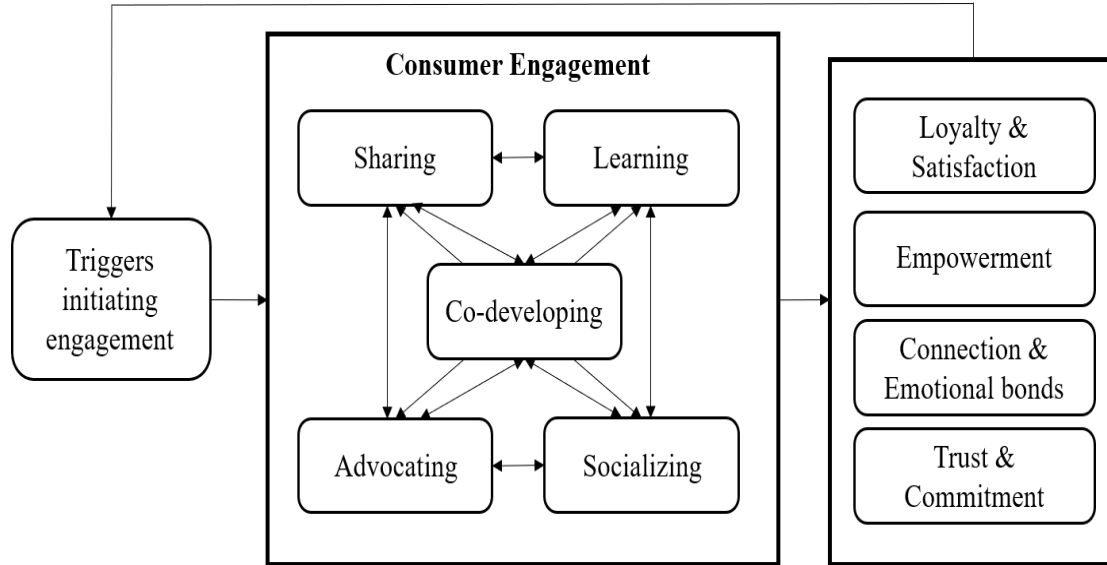 Consumer Engagement
Sharing
Learning
Co-developing
Advocating
Socializing
Triggers
initiating
engagement
Loyalty &
Satisfaction
Empowerment
Connection &
Emotional bonds
Trust &
Commitment